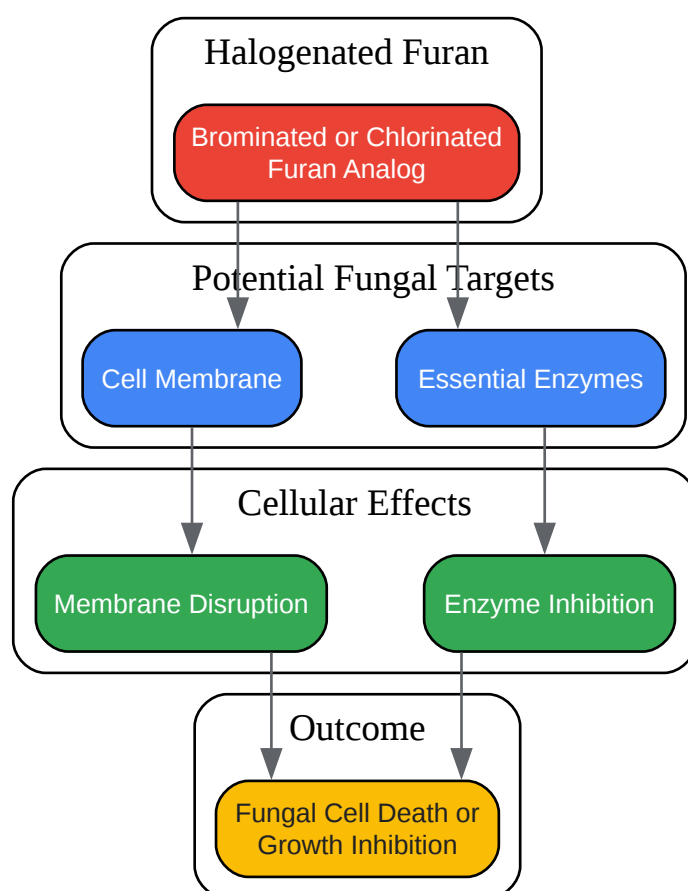 Halogenated Furan
Brominated or Chlorinated
Furan Analog
Potential Fungal Targets
Cell Membrane
Essential Enzymes
Cellular Effects
Membrane Disruption
Enzyme Inhibition
Outcome
Fungal Cell Death or
Growth Inhibition